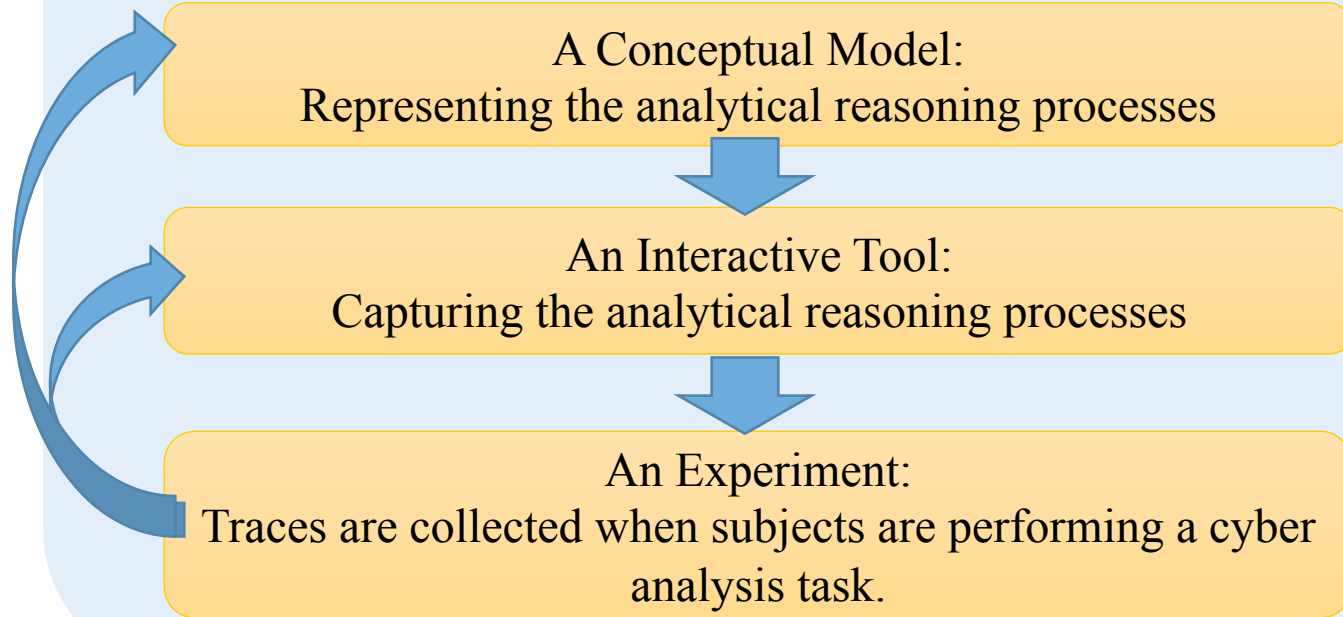 A Conceptual Model:
Representing the analytical reasoning processes
An Interactive Tool:
Capturing the analytical reasoning processes
An Experiment:
Traces are collected when subjects are performing a cyber
analysis task.